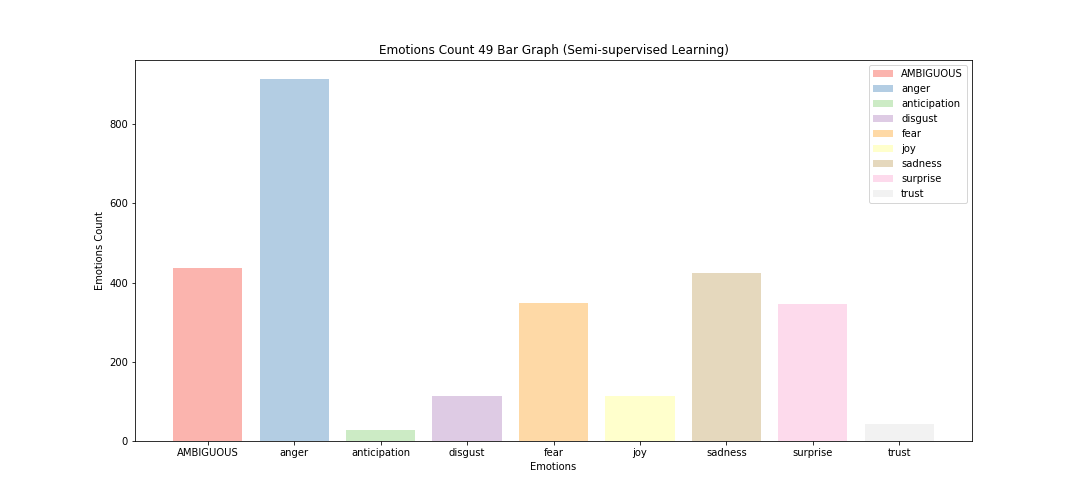 Emotions Count 49 Bar Graph (Semi-supervised Learning)
AMBIGUOUS
anger
anticipation
disgust
fear
joy
sadness
surprise
trust
Emotions Count
800
600
400
200
0
AMBIGUOUS anger anticipation disgust fear joy sadness surprise trust
Emotions